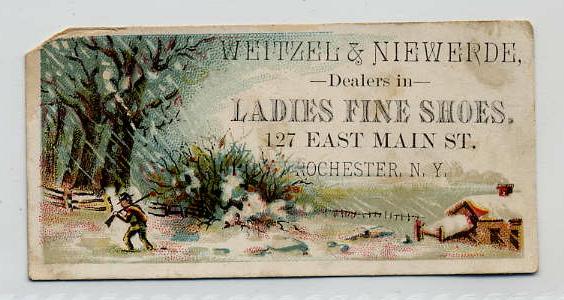 WEITZEL & NIEWERDE,
—Dealers in—
LADIES FINE SHOES.
127 EAST MAIN ST.
ROCHESTER, N. Y.